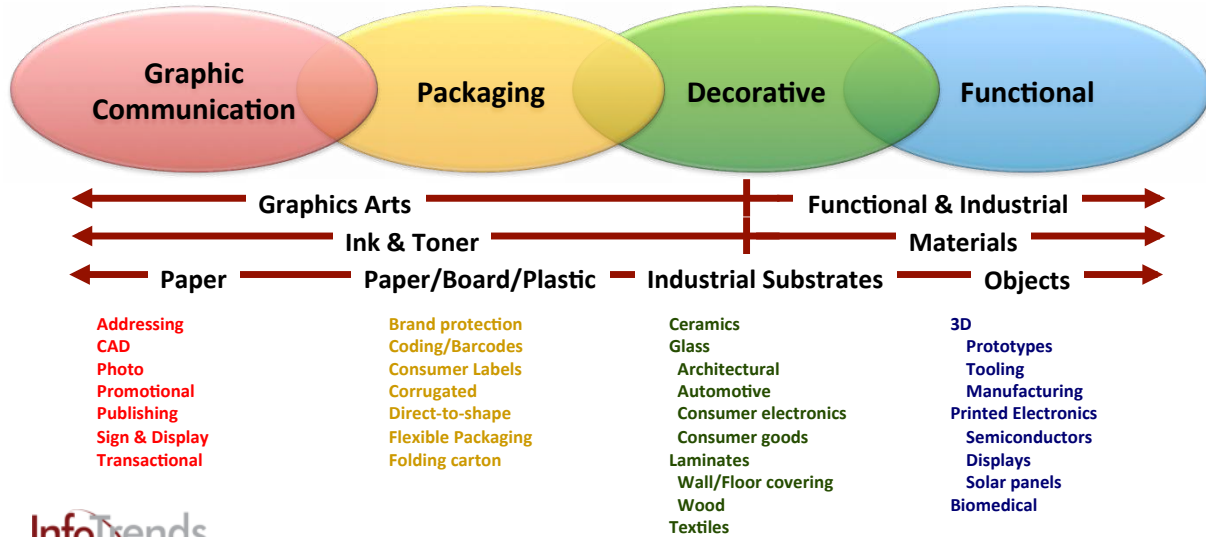 Graphic
Communication
Packaging
Decorative
Functional
Graphics Arts
Functional & Industrial
Ink & Toner
Materials
Paper
Paper/Board/Plastic
Industrial Substrates
Objects
Addressing
CAD
Photo
Promotional
Publishing
Sign & Display
Transactional
Brand protection
Coding/Barcodes
Consumer Labels
Corrugated
Direct-to-shape
Flexible Packaging
Folding carton
Ceramics
Glass
Architectural
Automotive
Consumer electronics
Consumer goods
Laminates
Wall/Floor covering
Wood
Textiles
3D
Prototypes
Tooling
Manufacturing
Printed Electronics
Semiconductors
Displays
Solar panels
Biomedical
InfoTrends